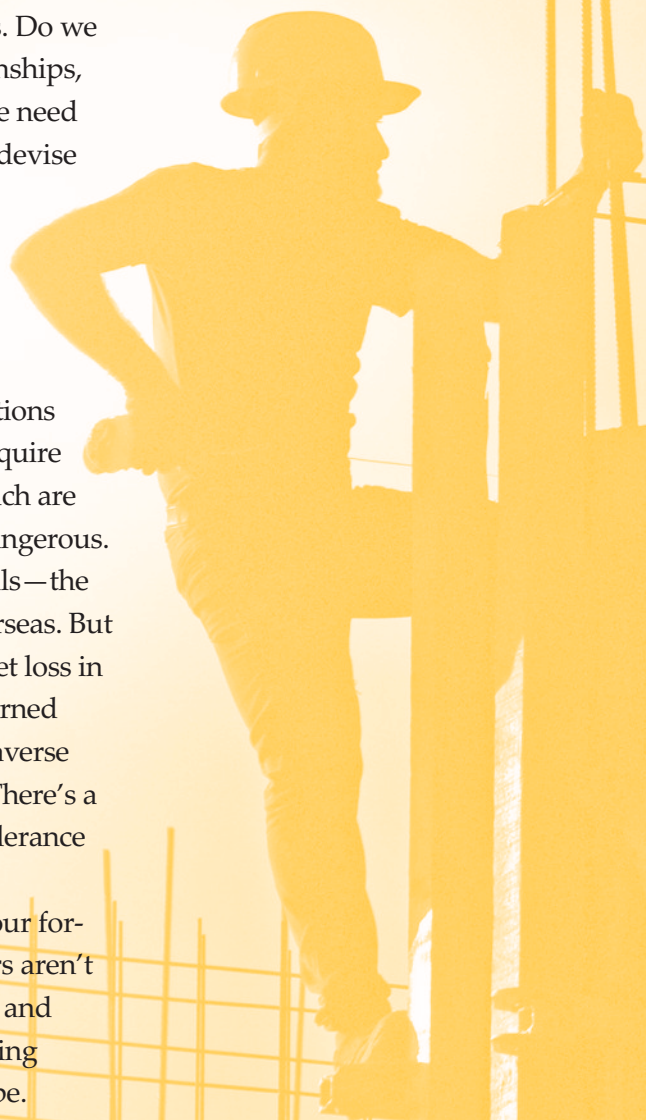 s. Do we
nships,
e need
devise
tions
quire
ch are
ngerous.
ls—the
rseas. But
et loss in
rned
verse
There's a
lerance
our for-
rs aren't
and
ing
pe.